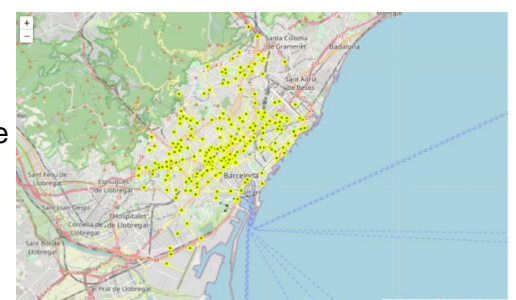 +
−
Santa Coloma
de Gramenet
Badalona
Sant Adrià
de Besòs
e
Sant Feliu de
Llobregat
Esplugues
de Llobregat
Barcelona
Sant Joan Despí
l'Hospitalet
de Llobregat
Cornellà de
Llobregat
Sant Boi de
Llobregat
el Prat de Llobregat